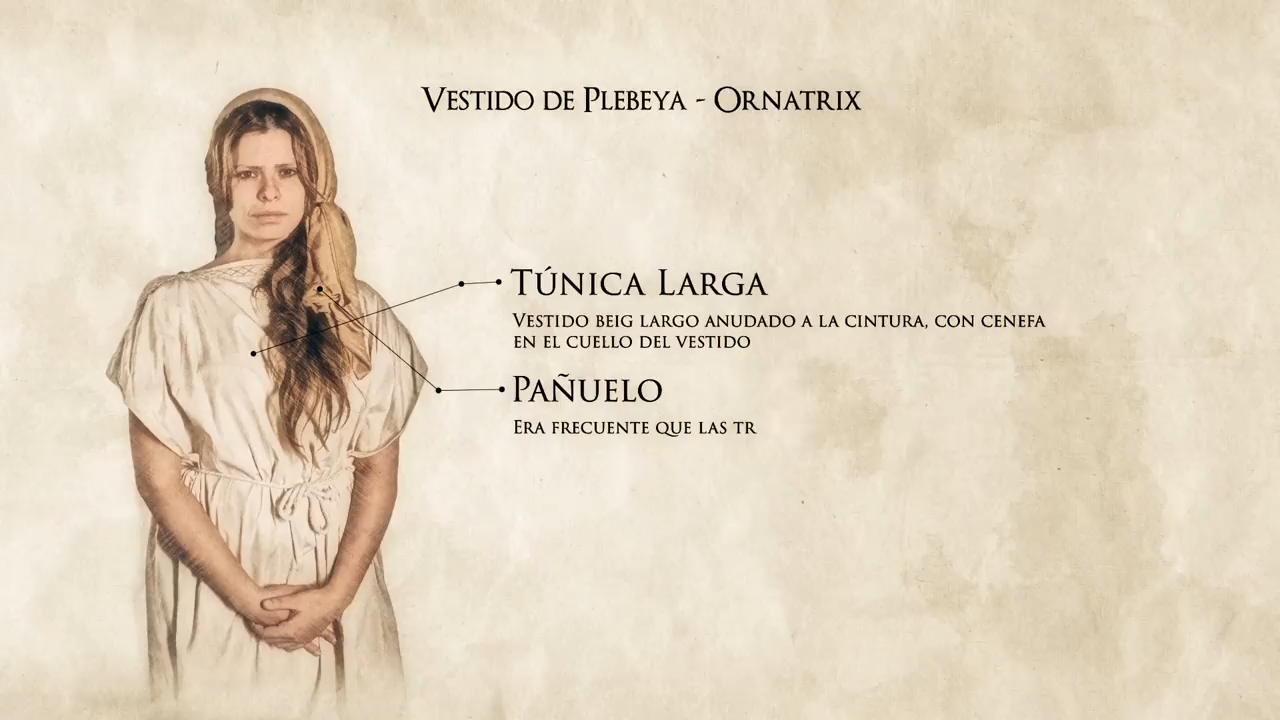 Vestido de Plebeya - Ornatrix
Túnica Larga
Vestido beig largo anudado a la cintura, con cenefa
en el cuello del vestido
Pañuelo
Era frecuente que las tr